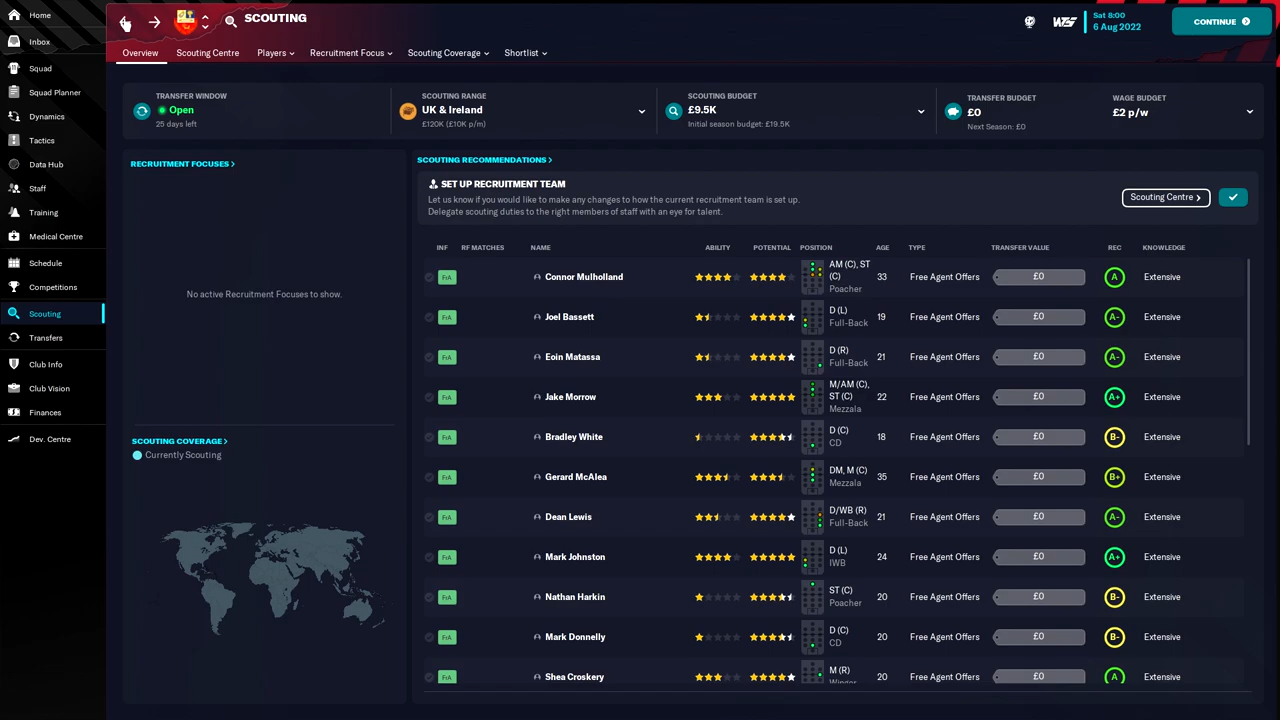 Home
Inbox
Squad
Squad Planner
Dynamics
Tactics
Data Hub
Staff
Training
Medical Centre
Schedule
Competitions
Scouting
Transfers
Club Info
Club Vision
Finances
Dev. Centre
SCOUTING
Sat 8:00
6 Aug 2022
CONTINUE
Overview Scouting Centre Players Recruitment Focus Scouting Coverage Shortlist
TRANSFER WINDOW
Open
25 days left
SCOUTING RANGE
UK & Ireland
£120K (£10K p/m)
SCOUTING BUDGET
£9.5K
Initial season budget: £19.5K
TRANSFER BUDGET
£0
Next Season: £0
WAGE BUDGET
£2 p/w
RECRUITMENT FOCUSES >
No active Recruitment Focuses to show.
SCOUTING COVERAGE >
Currently Scouting
SCOUTING RECOMMENDATIONS >
SET UP RECRUITMENT TEAM
Let us know if you would like to make any changes to how the current recruitment team is set up.
Delegate scouting duties to the right members of staff with an eye for talent.
Scouting Centre >
INF RF MATCHES NAME ABILITY POTENTIAL POSITION AGE TYPE TRANSFER VALUE REC KNOWLEDGE
FrA Connor Mulholland AM (C), ST (C) Poacher 33 Free Agent Offers £0 A Extensive
FrA Joel Bassett D (L) Full-Back 19 Free Agent Offers £0 A- Extensive
FrA Eoin Matassa D (R) Full-Back 21 Free Agent Offers £0 A- Extensive
FrA Jake Morrow M/AM (C), ST (C) Mezzala 22 Free Agent Offers £0 A+ Extensive
FrA Bradley White D (C) CD 18 Free Agent Offers £0 B- Extensive
FrA Gerard McAlea DM, M (C) Mezzala 35 Free Agent Offers £0 B+ Extensive
FrA Dean Lewis D/WB (R) Full-Back 21 Free Agent Offers £0 A- Extensive
FrA Mark Johnston D (L) IWB 24 Free Agent Offers £0 A+ Extensive
FrA Nathan Harkin ST (C) Poacher 20 Free Agent Offers £0 B- Extensive
FrA Mark Donnelly D (C) CD 20 Free Agent Offers £0 B- Extensive
FrA Shea Croskery M (R) Winger 20 Free Agent Offers £0 A Extensive